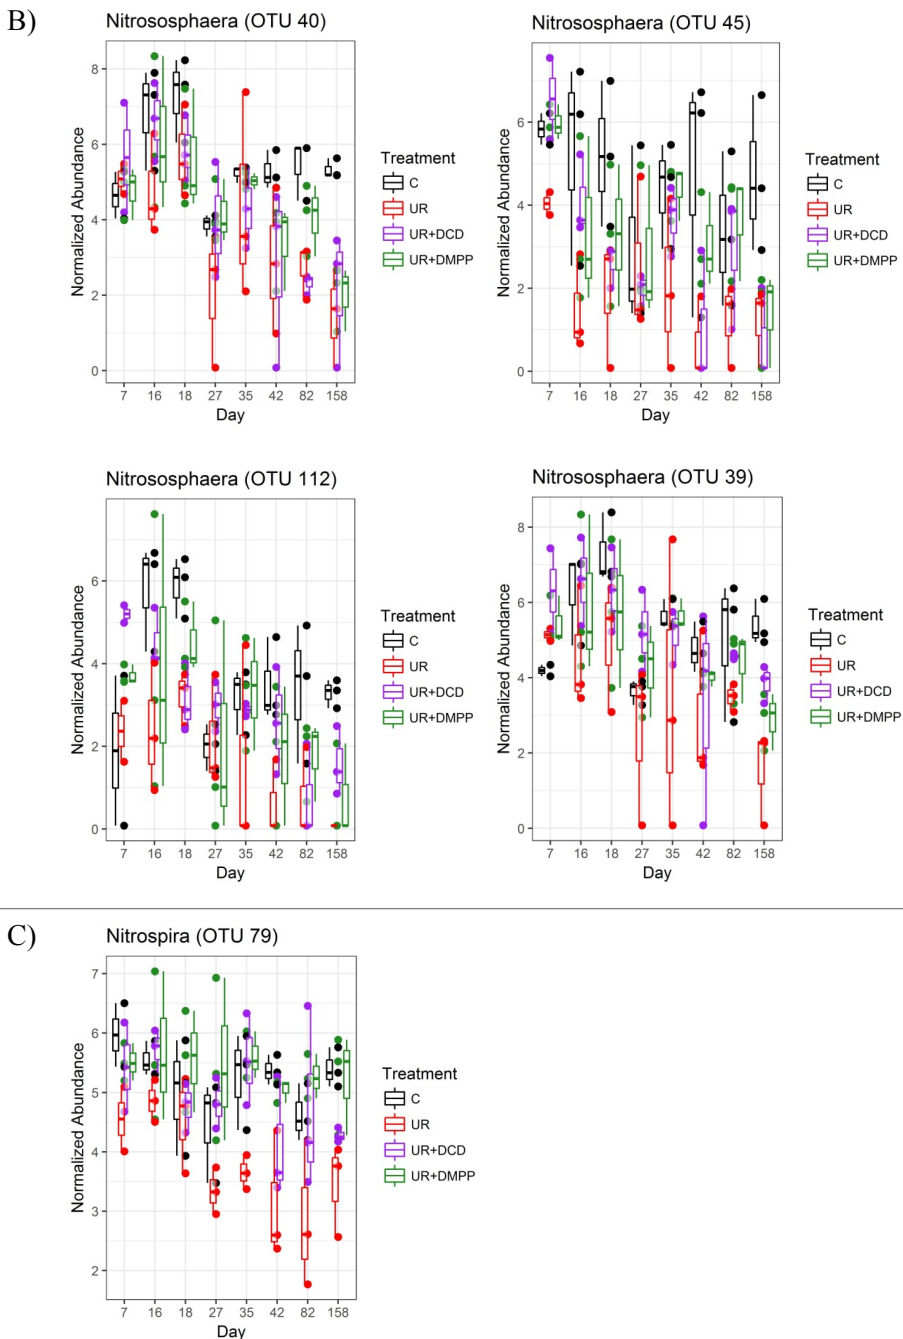 B)
Nitrososphaera (OTU 40)
8
6
4
2
0
Normalized Abundance
7 16 18 27 35 42 82 158
Day
Treatment
C
UR
UR+DCD
UR+DMPP
Nitrososphaera (OTU 45)
6
4
2
0
Normalized Abundance
7 16 18 27 35 42 82 158
Day
Treatment
C
UR
UR+DCD
UR+DMPP
Nitrososphaera (OTU 112)
6
4
2
0
Normalized Abundance
7 16 18 27 35 42 82 158
Day
Treatment
C
UR
UR+DCD
UR+DMPP
Nitrososphaera (OTU 39)
8
6
4
2
0
Normalized Abundance
7 16 18 27 35 42 82 158
Day
Treatment
C
UR
UR+DCD
UR+DMPP
C)
Nitrospira (OTU 79)
7
6
5
4
3
2
Normalized Abundance
7 16 18 27 35 42 82 158
Day
Treatment
C
UR
UR+DCD
UR+DMPP